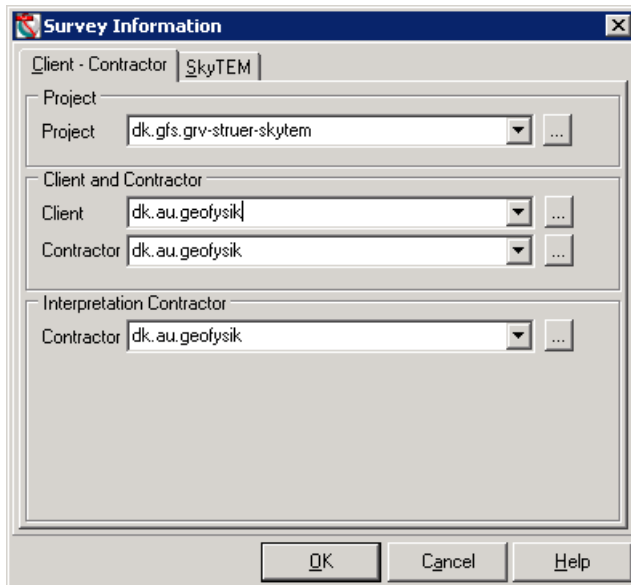 Survey Information
Client - Contractor SkyTEM
Project
Project dk.gfs.grv-struer-skytem ...
Client and Contractor
Client dk.au.geofysik ...
Contractor dk.au.geofysik ...
Interpretation Contractor
Contractor dk.au.geofysik ...
OK Cancel Help